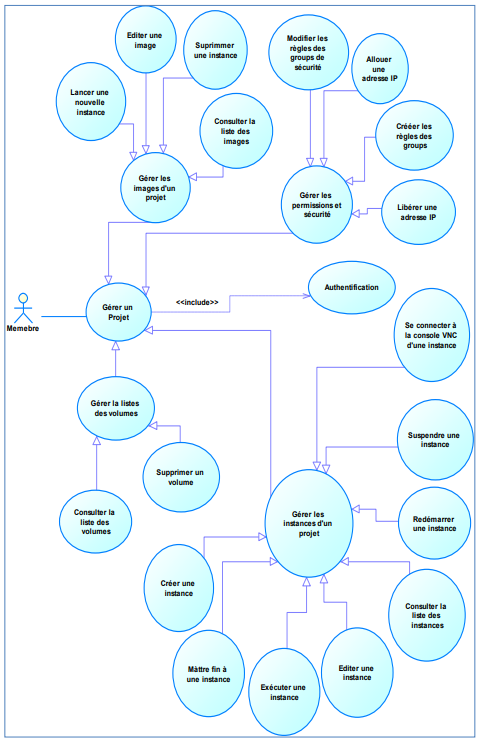 Editer une
image
Suprimmer
une instance
Modifier les
règles des
groups de
sécurité
Allouer
une
adresse IP
Lancer une
nouvelle
instance
Consulter la
liste des
images
Crééer les
règles des
groups
Gérer les
images d'un
projet
Gérer les
permissions et
sécurité
Libérer une
adresse IP
Authentification
<<include>>
Gérer un
Projet
Memebre
Se connecter à
la console VNC
d'une instance
Gérer la listes
des volumes
Suspendre une
instance
Supprimer un
volume
Consulter la
liste des
volumes
Gérer les
instances d'un
projet
Redémarrer
une instance
Créer une
instance
Consulter la
liste des
instances
Màttre fin à
une instance
Exécuter une
instance
Editer une
instance